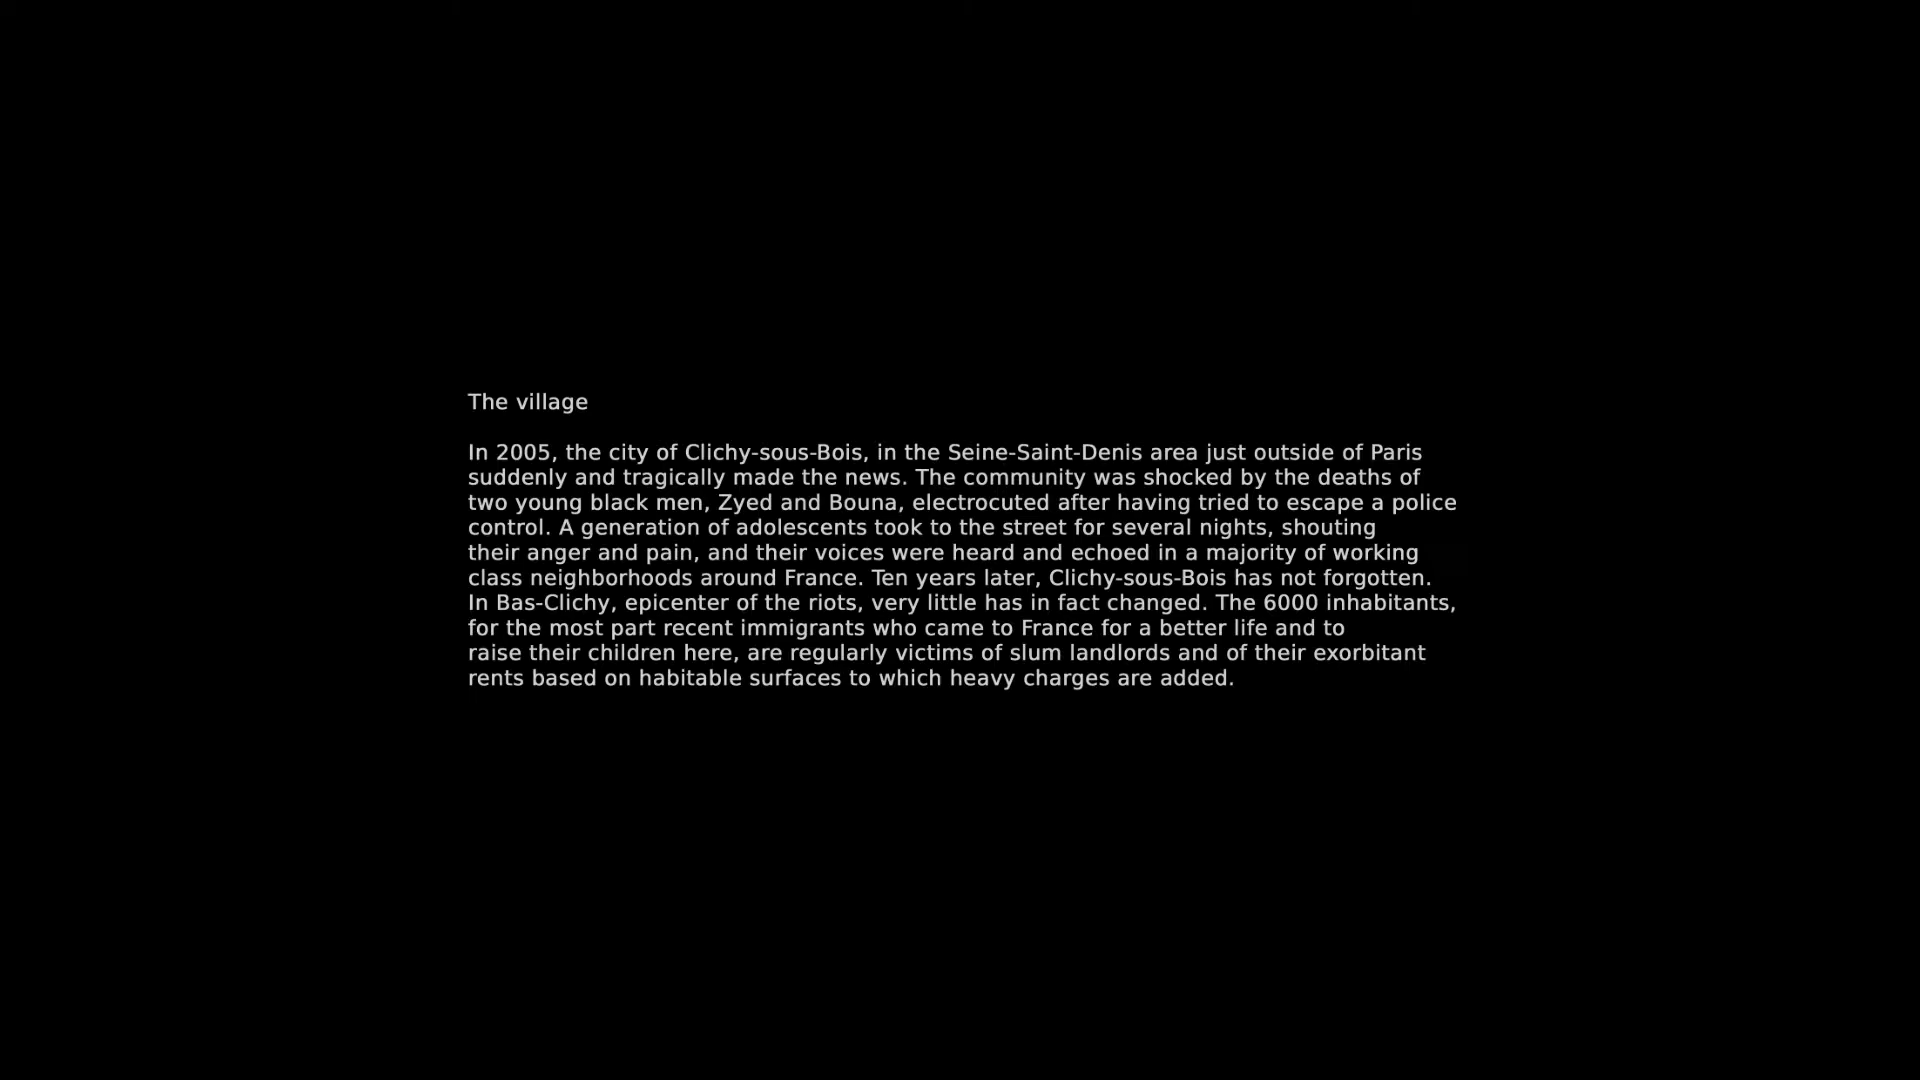 The village
In 2005, the city of Clichy-sous-Bois, in the Seine-Saint-Denis area just outside of Paris
suddenly and tragically made the news. The community was shocked by the deaths of
two young black men, Zyed and Bouna, electrocuted after having tried to escape a police
control. A generation of adolescents took to the street for several nights, shouting
their anger and pain, and their voices were heard and echoed in a majority of working
class neighborhoods around France. Ten years later, Clichy-sous-Bois has not forgotten.
In Bas-Clichy, epicenter of the riots, very little has in fact changed. The 6000 inhabitants,
for the most part recent immigrants who came to France for a better life and to
raise their children here, are regularly victims of slum landlords and of their exorbitant
rents based on habitable surfaces to which heavy charges are added.